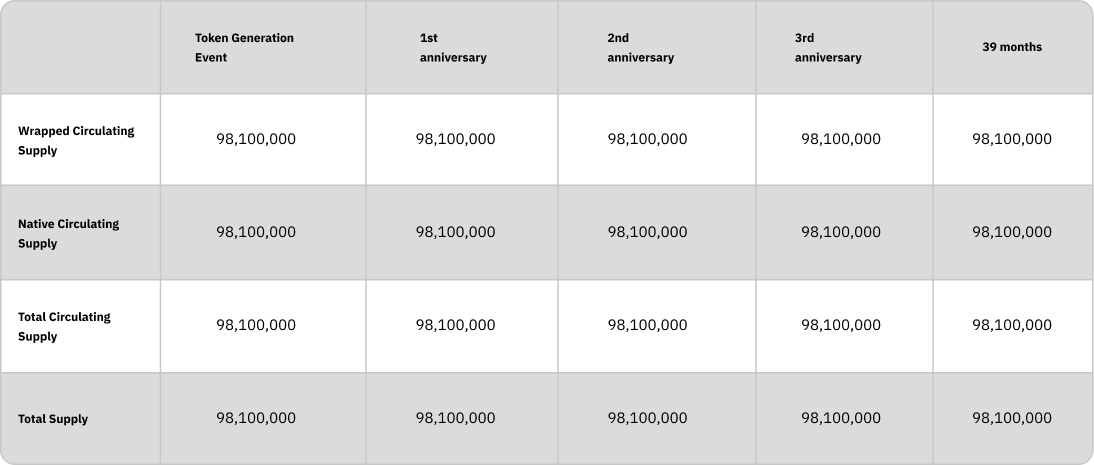 Token Generation Event
1st anniversary
2nd anniversary
3rd anniversary
39 months
Wrapped Circulating Supply
98,100,000
98,100,000
98,100,000
98,100,000
98,100,000
Native Circulating Supply
98,100,000
98,100,000
98,100,000
98,100,000
98,100,000
Total Circulating Supply
98,100,000
98,100,000
98,100,000
98,100,000
98,100,000
Total Supply
98,100,000
98,100,000
98,100,000
98,100,000
98,100,000